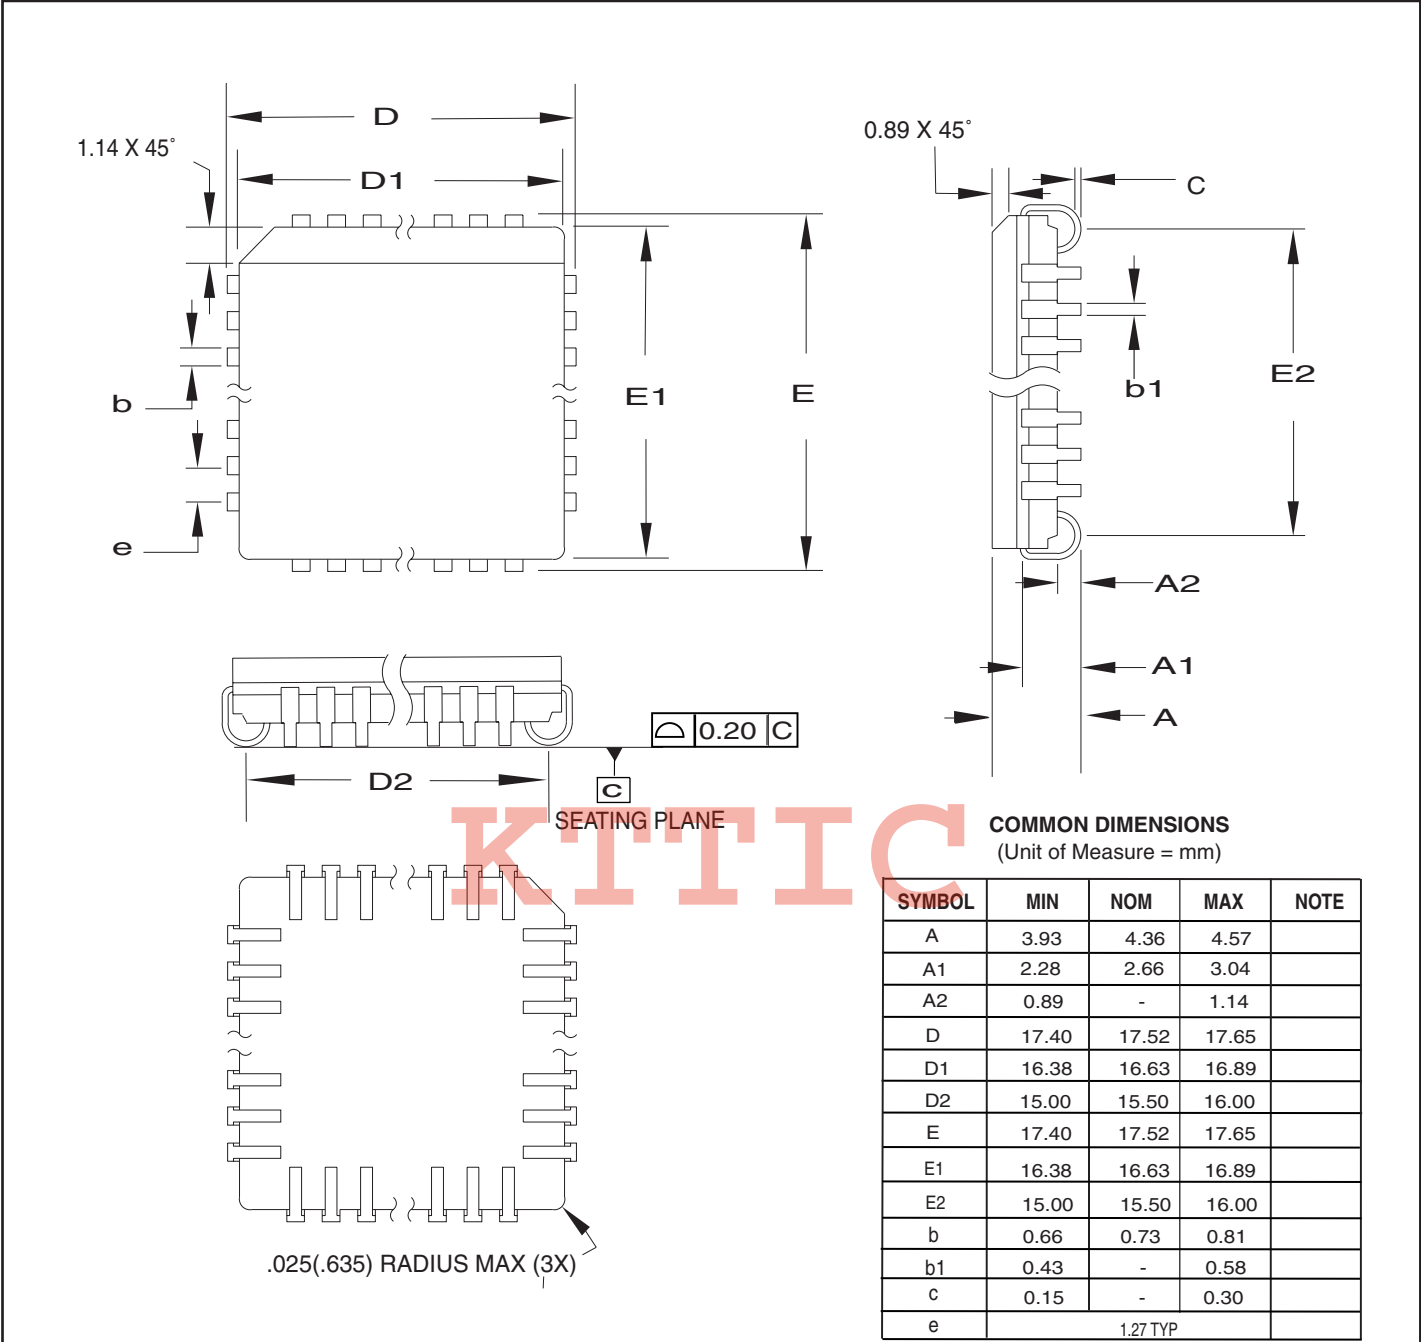 D
1.14 X 45°
D1
0.89 X 45°
C
b
E1
E
b1
E2
e
A2
A1
A
0.20 C
D2
C
SEATING PLANE
KTTIC
.025(.635) RADIUS MAX (3X)
COMMON DIMENSIONS
(Unit of Measure = mm)
SYMBOL MIN NOM MAX NOTE
A 3.93 4.36 4.57
A1 2.28 2.66 3.04
A2 0.89 - 1.14
D 17.40 17.52 17.65
D1 16.38 16.63 16.89
D2 15.00 15.50 16.00
E 17.40 17.52 17.65
E1 16.38 16.63 16.89
E2 15.00 15.50 16.00
b 0.66 0.73 0.81
b1 0.43 - 0.58
c 0.15 - 0.30
e 1.27 TYP